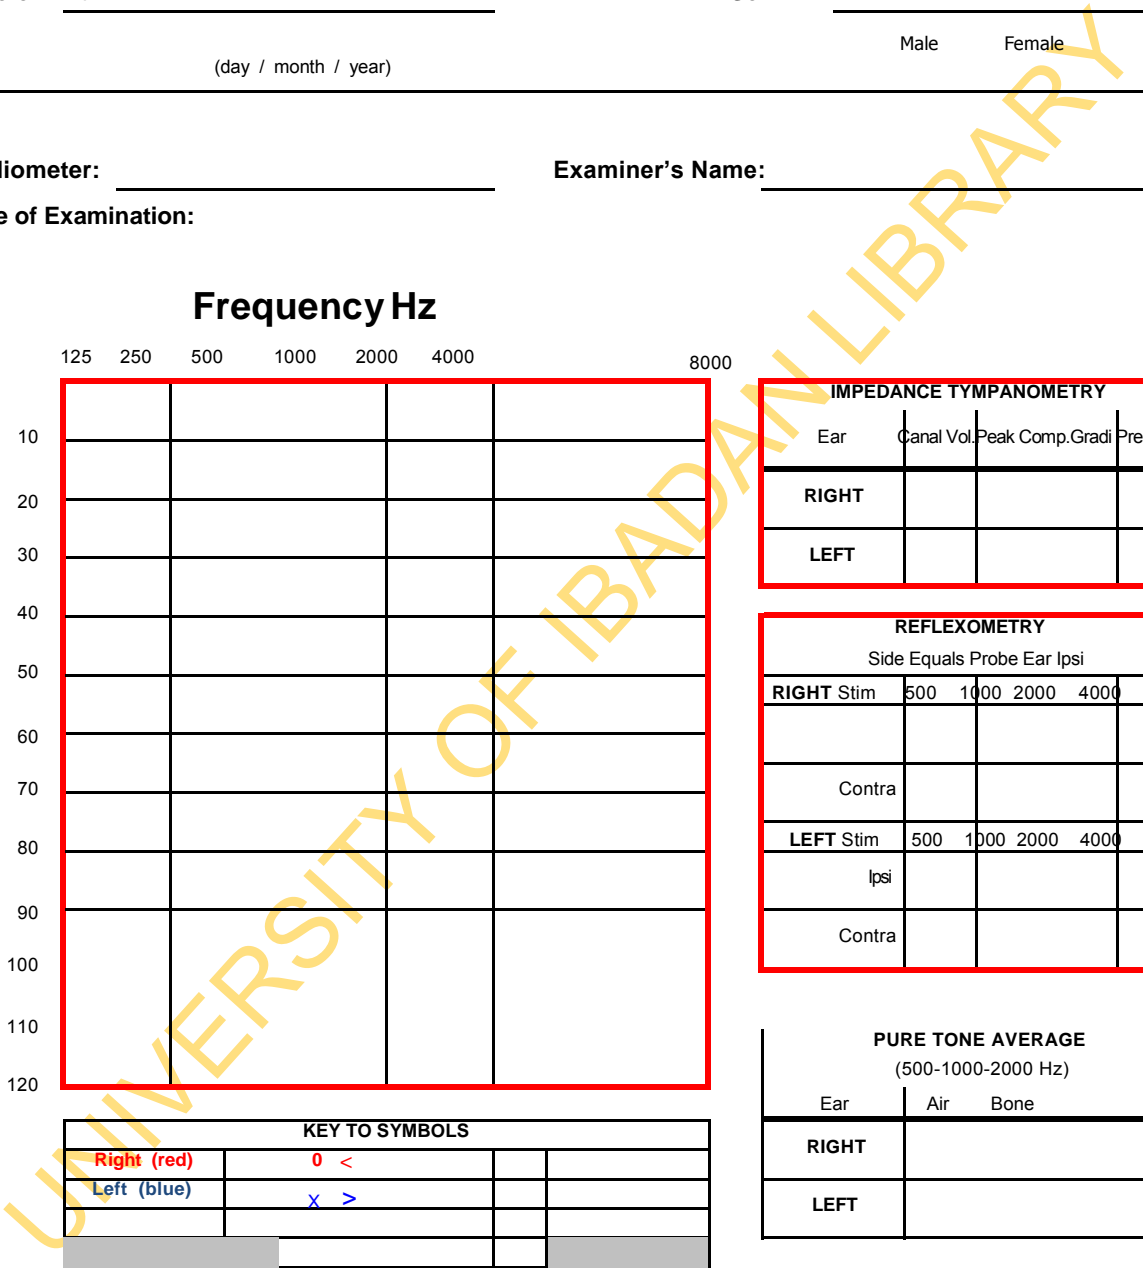 Male Female
(day / month / year)
diometer: Examiner's Name:
e of Examination:
Frequency Hz
125 250 500 1000 2000 4000 8000
10
20
30
40
50
60
70
80
90
100
110
120
IMPEDANCE TYMPANOMETRY
Ear Canal Vol. Peak Comp. Gradi Pre
RIGHT
LEFT
REFLEXOMETRY
Side Equals Probe Ear Ipsi
RIGHT Stim 500 1000 2000 4000
Contra
LEFT Stim 500 1000 2000 4000
Ipsi
Contra
PURE TONE AVERAGE
(500-1000-2000 Hz)
Ear Air Bone
RIGHT
LEFT
KEY TO SYMBOLS
Right (red) 0 <
Left (blue) x >
UNIVERSITY OF IBADAN LIBRARY